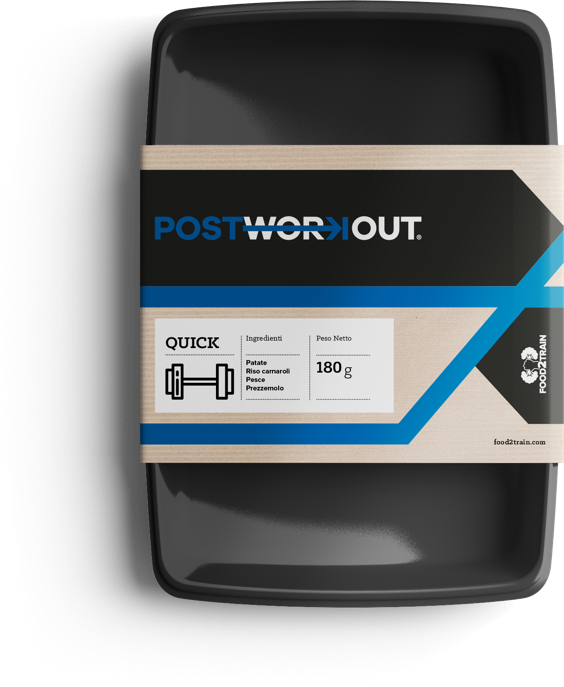 POSTWORKOUT®
QUICK
Ingredienti
Patate
Riso carnaroli
Pesce
Prezzemolo
Peso Netto
180 g
FOOD2TRAIN
food2train.com